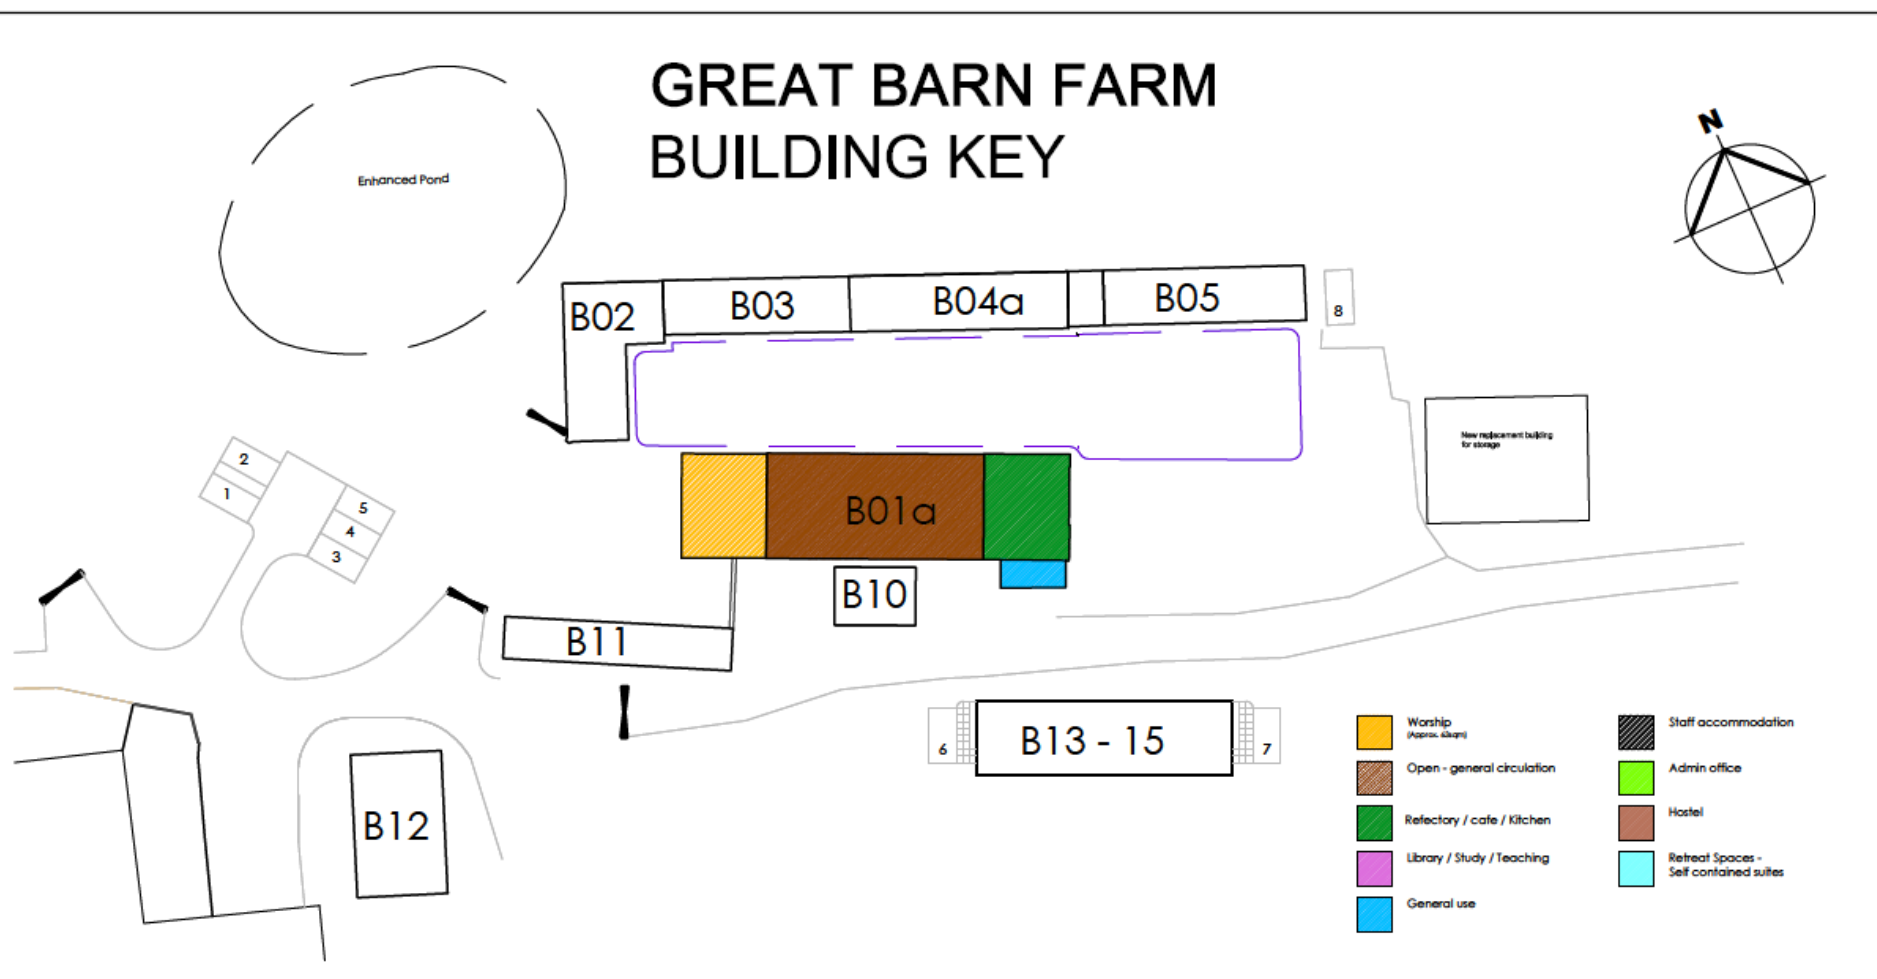 GREAT BARN FARM
BUILDING KEY
N
Enhanced Pond
B02
B03
B04a
B05
8
New replacement building
for storage
2
1
5
4
3
B01a
B10
B11
B12
6
B13 - 15
7
Worship
(Approx. 63sqm)
Open - general circulation
Refectory / cafe / Kitchen
Library / Study / Teaching
General use
Staff accommodation
Admin office
Hostel
Retreat Spaces -
Self contained suites